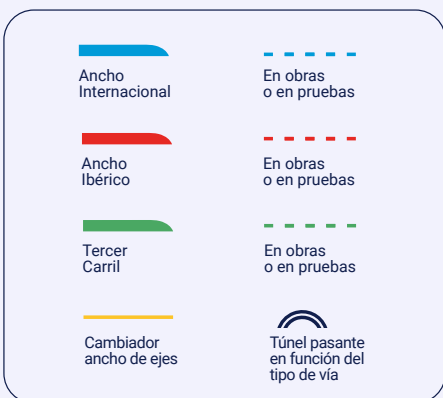 Ancho
Internacional
En obras
o en pruebas
Ancho
Ibérico
En obras
o en pruebas
Tercer
Carril
En obras
o en pruebas
Cambiador
ancho de ejes
Túnel pasante
en función del
tipo de vía